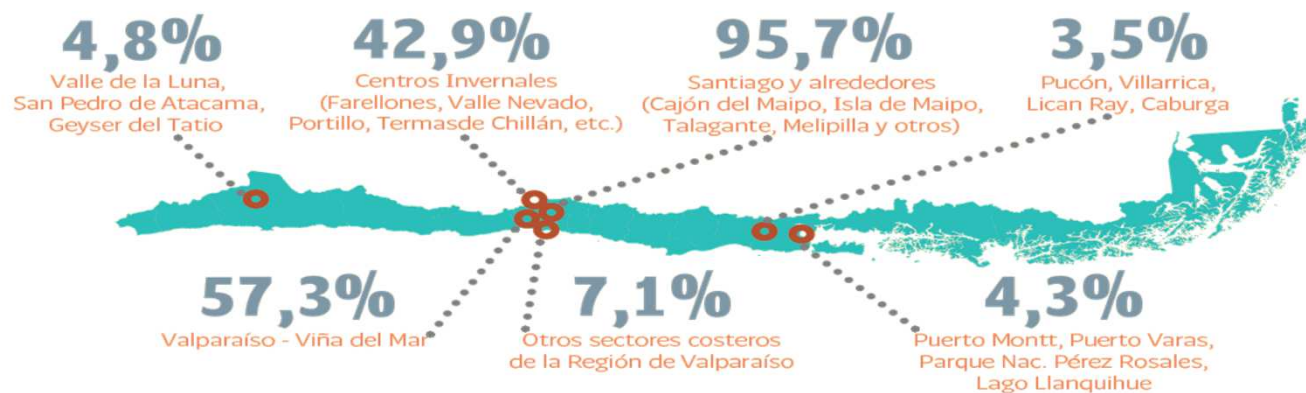 4,8%
Valle de la Luna,
San Pedro de Atacama,
Geyser del Tatio
42,9%
Centros Invernales
(Farellones, Valle Nevado,
Portillo, Termasde Chillán, etc.)
95,7%
Santiago y alrededores
(Cajón del Maipo, Isla de Maipo,
Talagante, Melipilla y otros)
3,5%
Pucón, Villarrica,
Lican Ray, Caburga
57,3%
Valparaíso - Viña del Mar
7,1%
Otros sectores costeros
de la Región de Valparaíso
4,3%
Puerto Montt, Puerto Varas,
Parque Nac. Pérez Rosales,
Lago Llanquihue